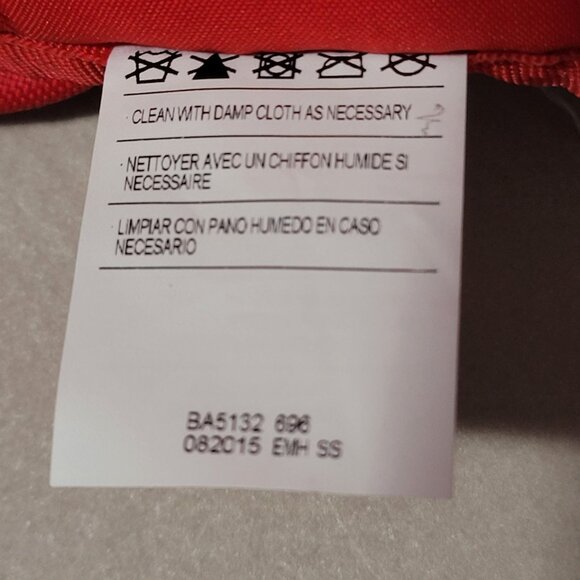 · CLEAN WITH DAMP CLOTH AS NECESSARY
· NETTOYER AVEC UN CHIFFON HUMIDE SI
NECESSAIRE
· LIMPIAR CON PANO HUMEDO EN CASO
NECESARIO
BA5132 696
082015 EMH SS